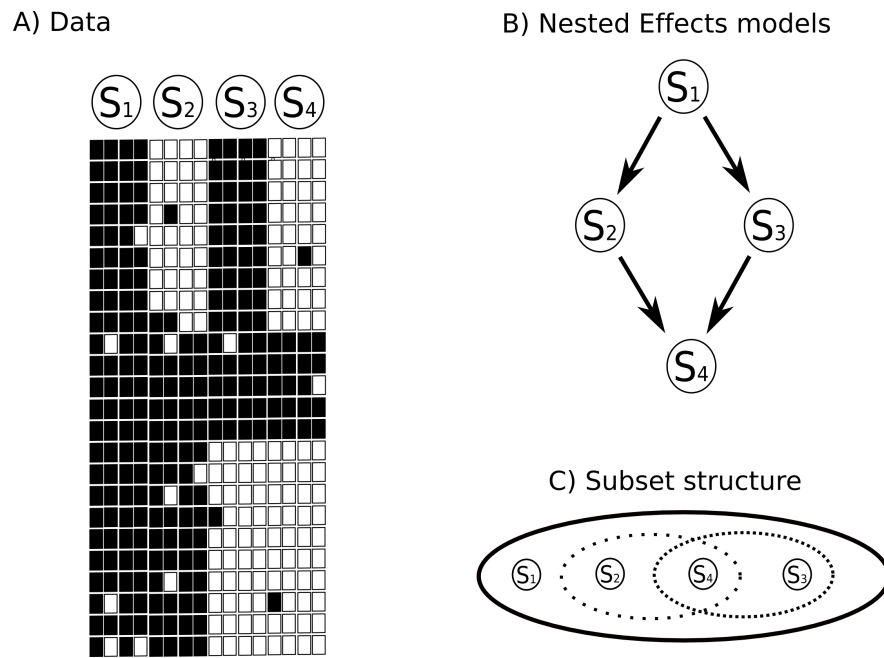 A) Data
B) Nested Effects models
S1 S2 S3 S4
S1
S2 S3
S4
C) Subset structure
S1 S2 S4 S3